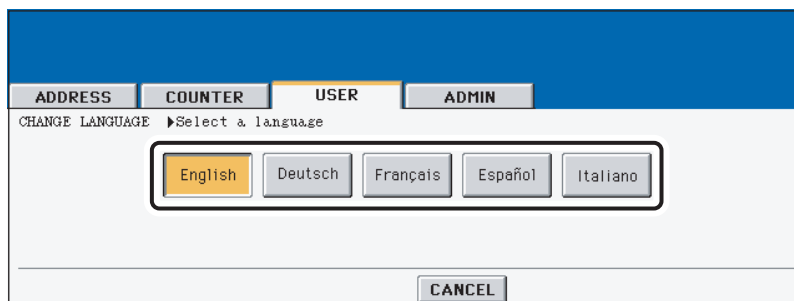 ADDRESS COUNTER USER ADMIN
CHANGE LANGUAGE ▶Select a language
English Deutsch Français Español Italiano
CANCEL